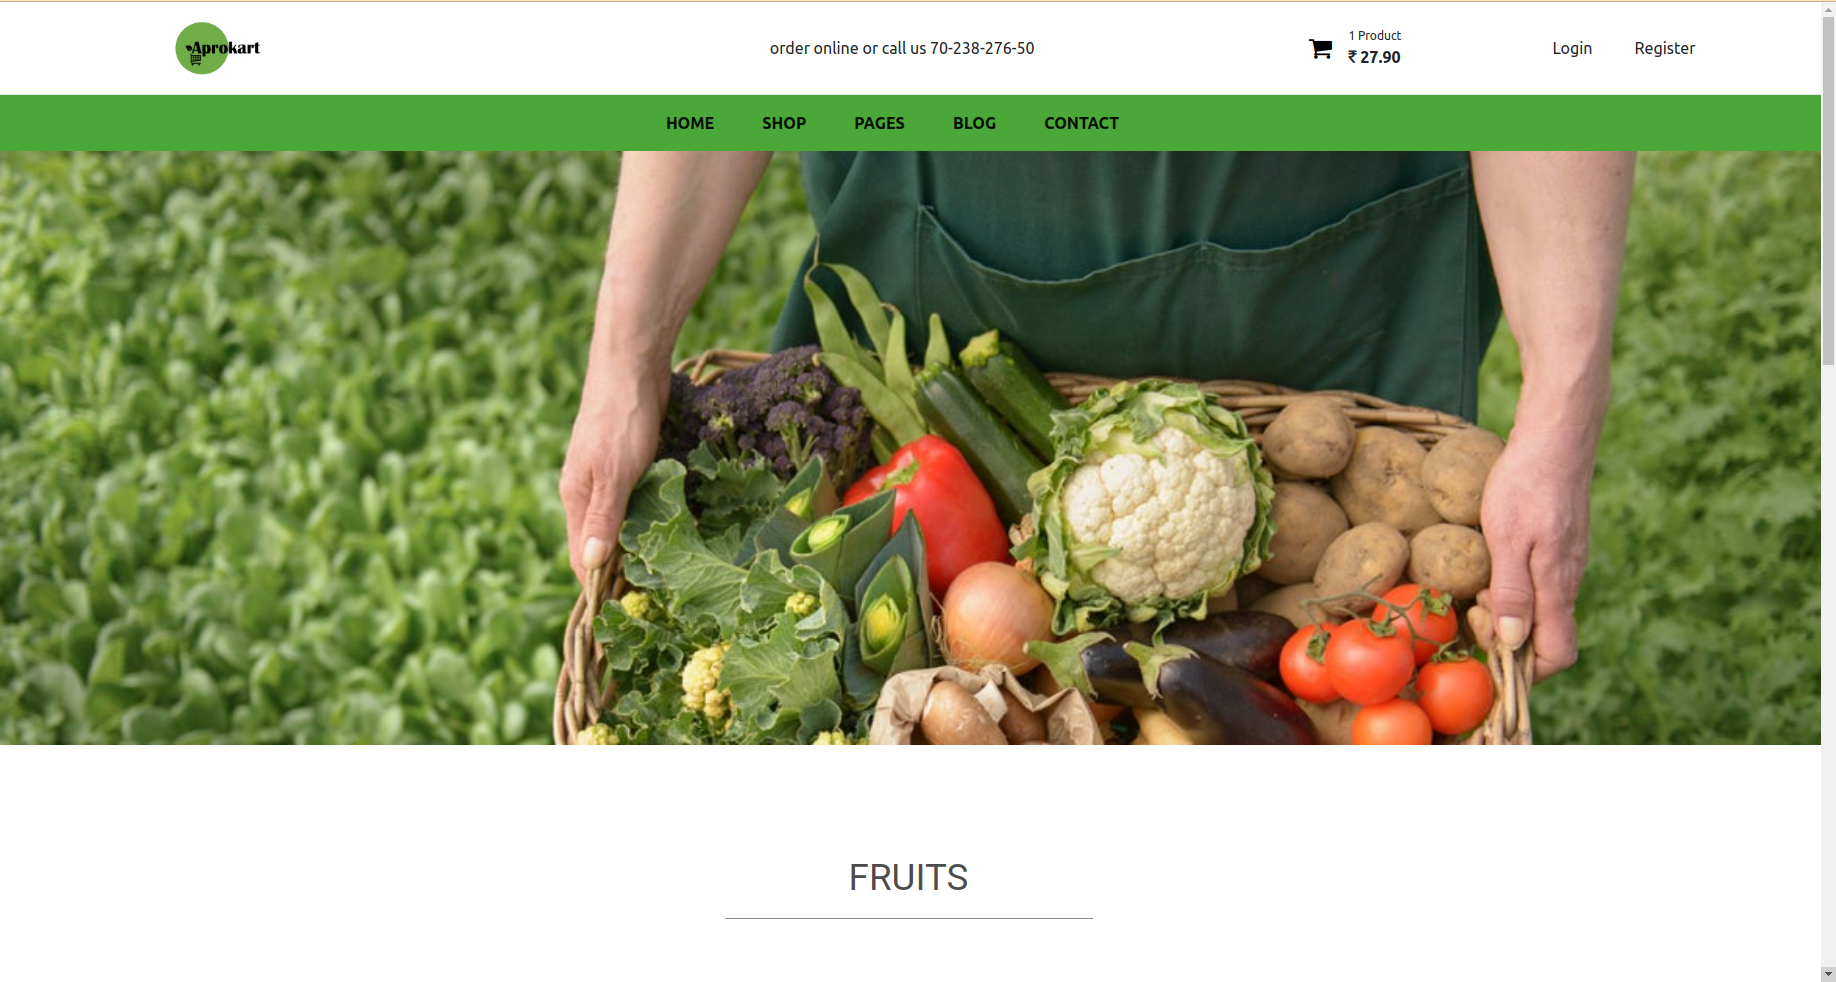 Aprokart
order online or call us 70-238-276-50
1 Product
₹ 27.90
Login
Register
HOME
SHOP
PAGES
BLOG
CONTACT
FRUITS